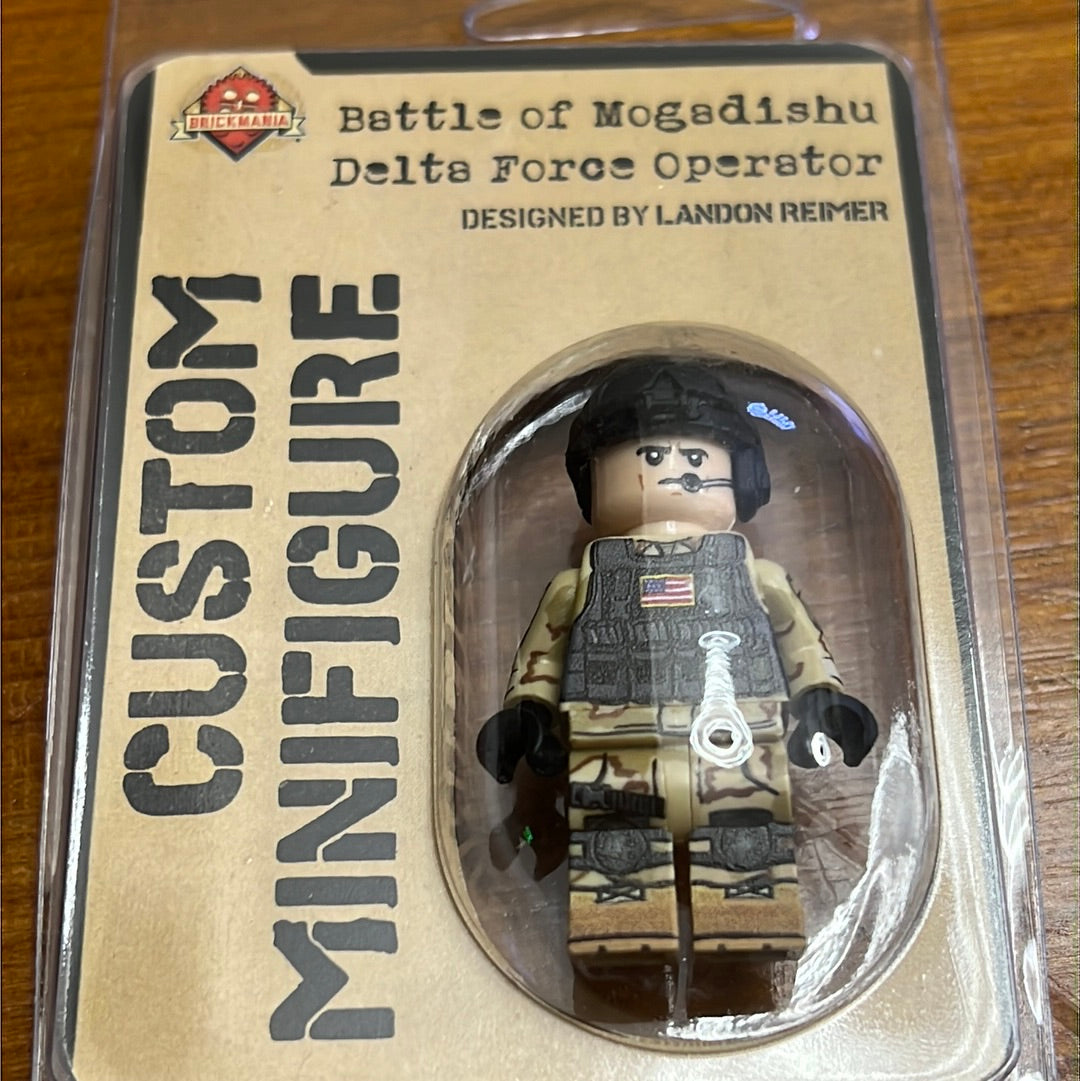 BRICKMANIA
Battle of Mogadishu
Delta Force Operator
DESIGNED BY LANDON REIMER
CUSTOM
MINIFIGURE